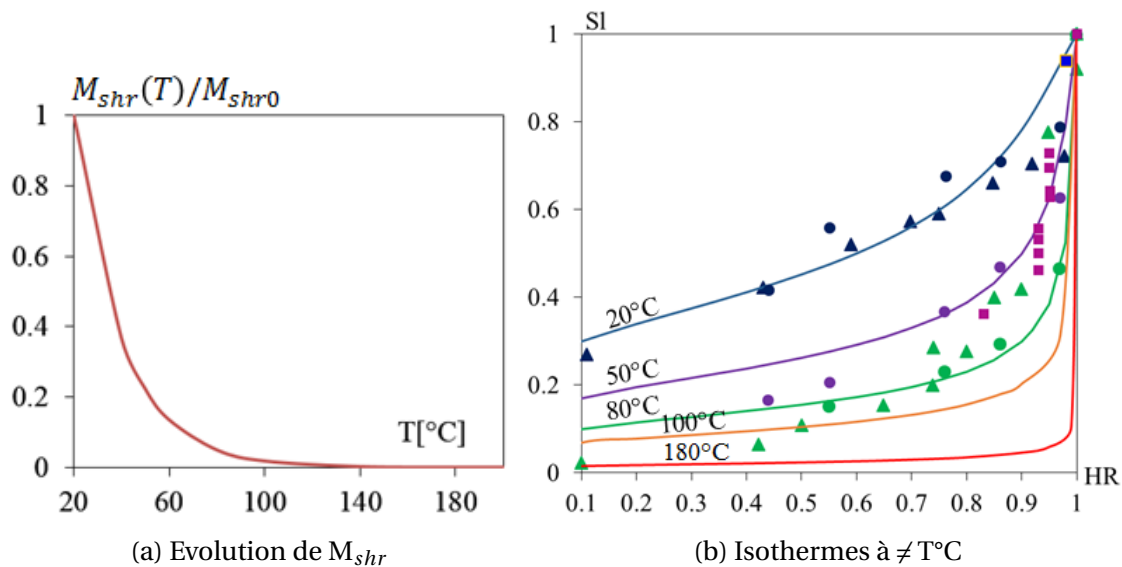 M_shr(T)/M_shr0
1
0.8
0.6
0.4
0.2
0
T[°C]
20 60 100 140 180
(a) Evolution de M_shr
Sl
1
0.8
0.6
0.4
0.2
0
20°C
50°C
80°C
100°C
180°C
HR
0.1 0.2 0.3 0.4 0.5 0.6 0.7 0.8 0.9 1
(b) Isothermes à ≠ T°C